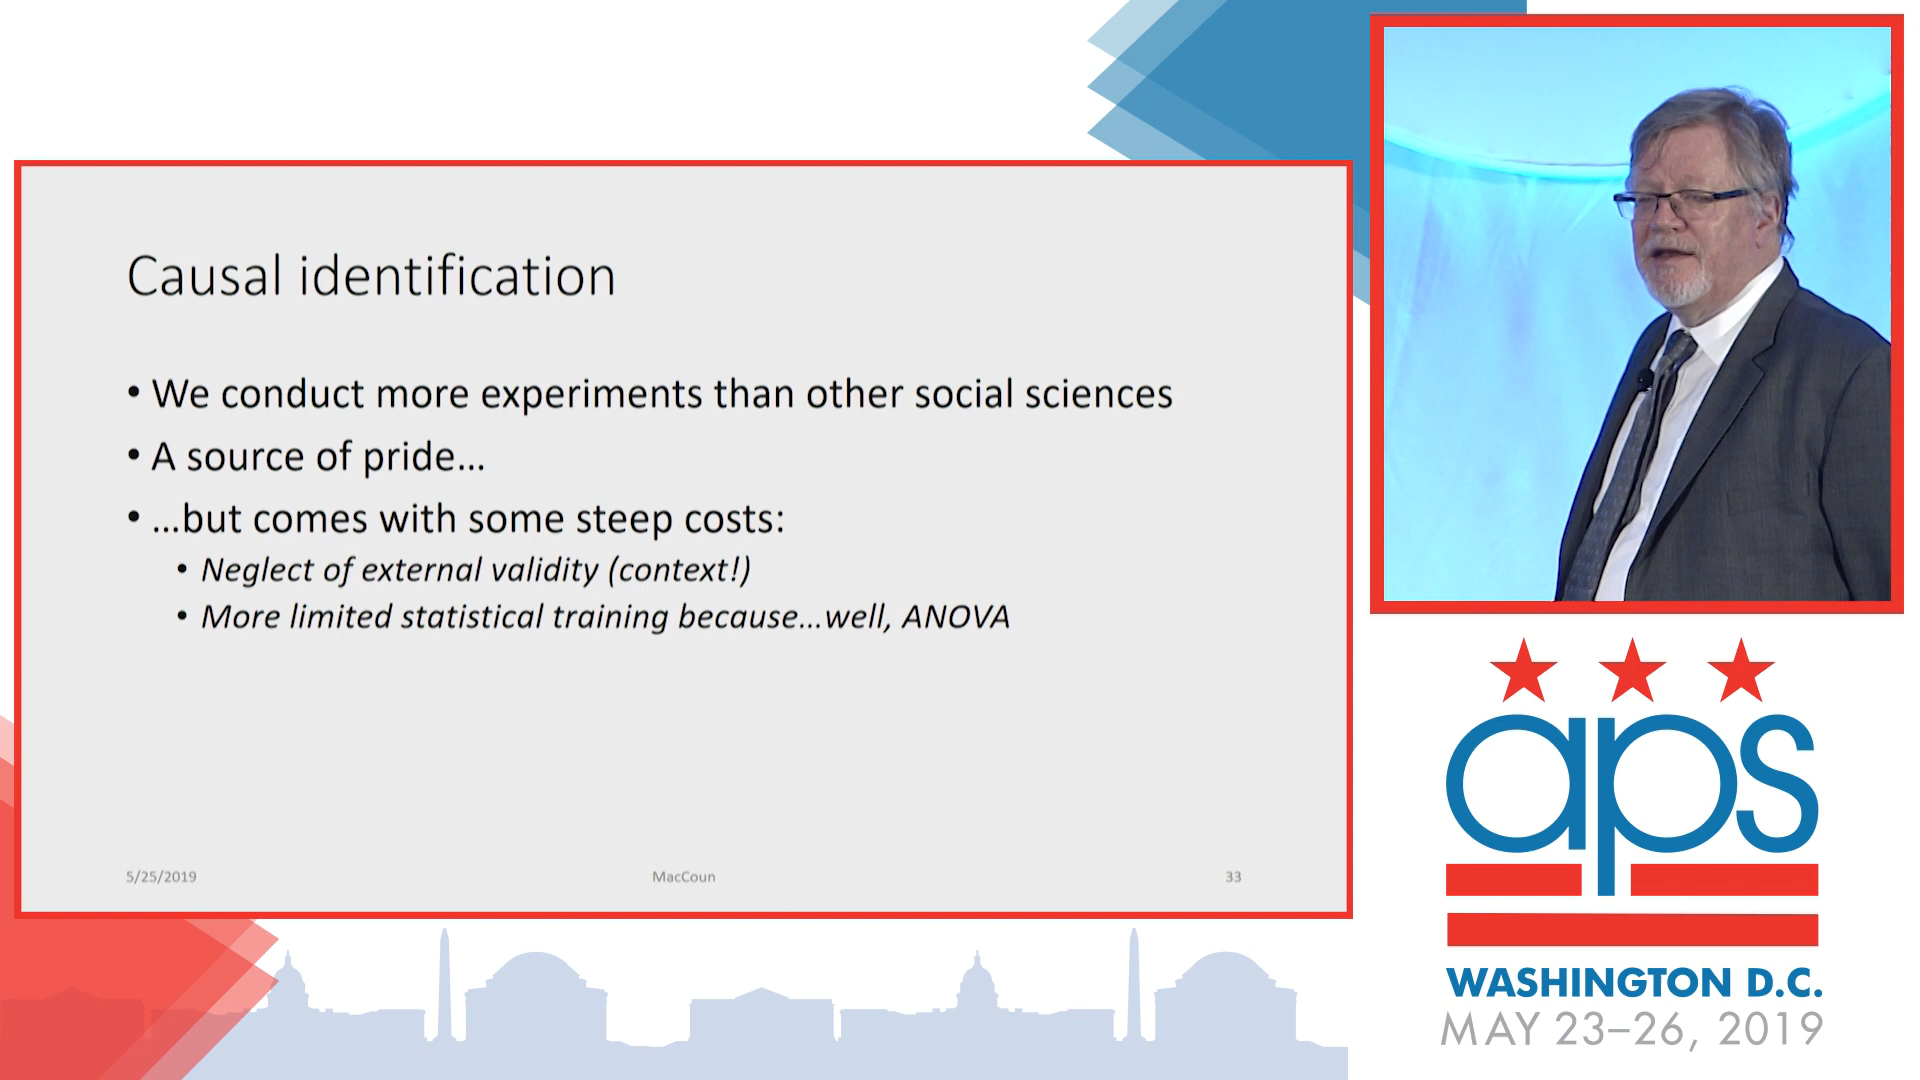 Causal identification
• We conduct more experiments than other social sciences
• A source of pride...
• ...but comes with some steep costs:
• Neglect of external validity (context!)
• More limited statistical training because...well, ANOVA
5/25/2019
MacCoun
33
aps
WASHINGTON D.C.
MAY 23–26, 2019